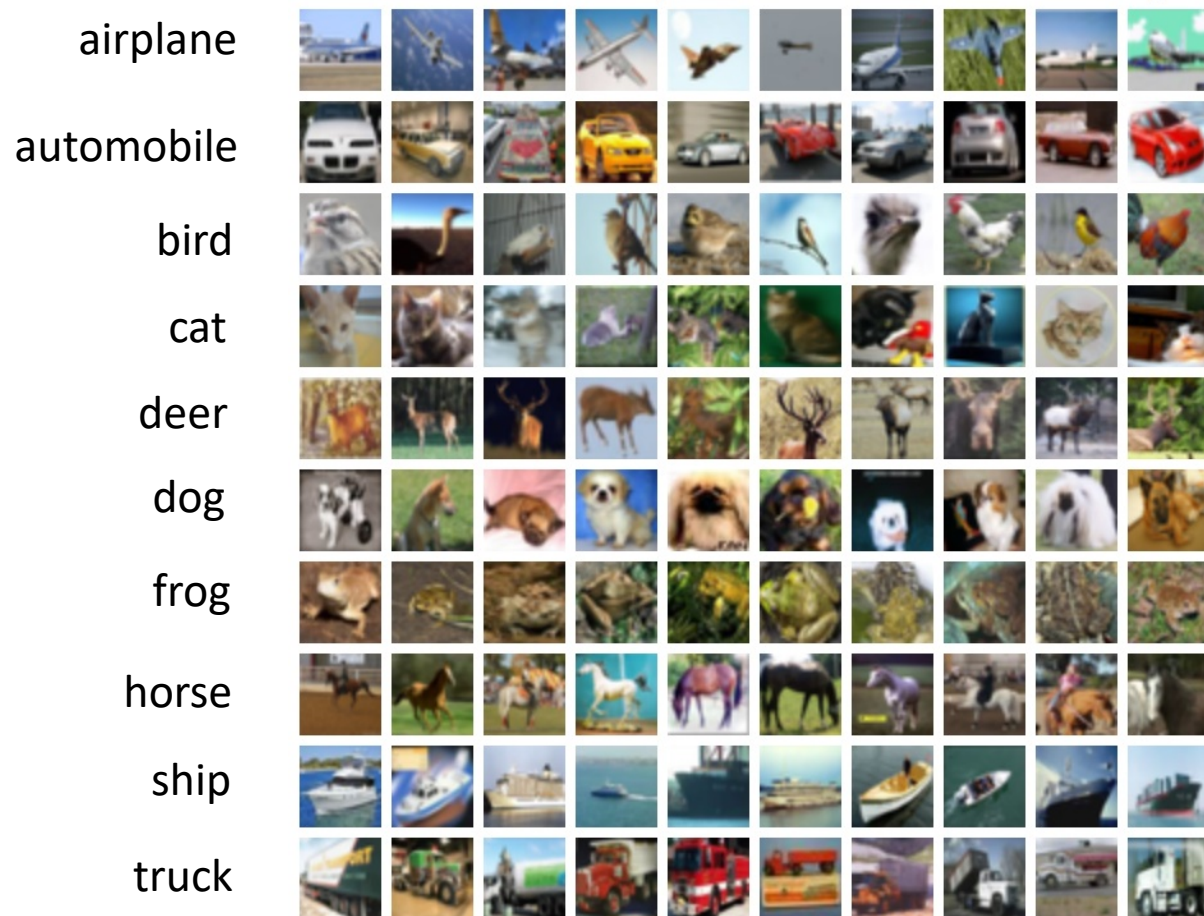 airplane
automobile
bird
cat
deer
dog
frog
horse
ship
truck